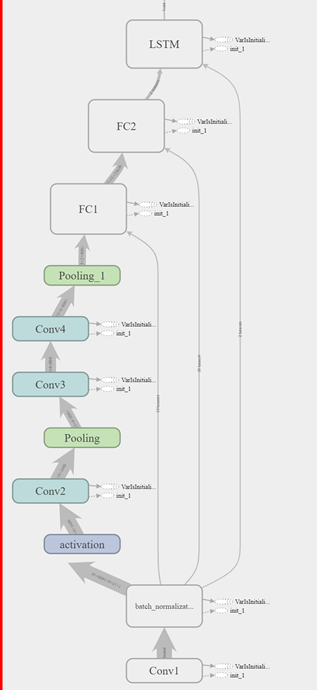 LSTM
VarIsInitiali...
init_1
FC2
VarIsInitiali...
init_1
FC1
VarIsInitiali...
init_1
Pooling_1
Conv4
VarIsInitiali...
init_1
Conv3
VarIsInitiali...
init_1
Pooling
Conv2
VarIsInitiali...
init_1
activation
batch_normalizat...
VarIsInitiali...
init_1
Conv1
VarIsInitiali...
init_1